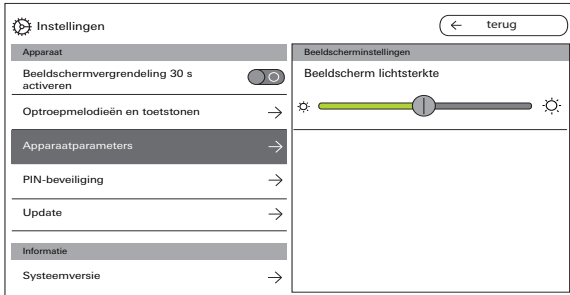 Instellingen
terug
Apparaat
Beeldschermvergrendeling 30 s
activeren
Optroepmelodieën en toetstonen
Apparaatparameters
PIN-beveiliging
Update
Informatie
Systeemversie
Beeldscherminstellingen
Beeldscherm lichtsterkte